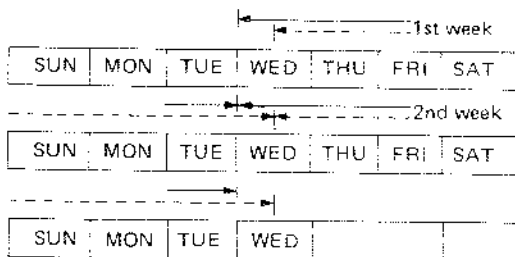 1st week
SUN MON TUE WED THU FRI SAT
2nd week
SUN MON TUE WED THU FRI SAT
SUN MON TUE WED